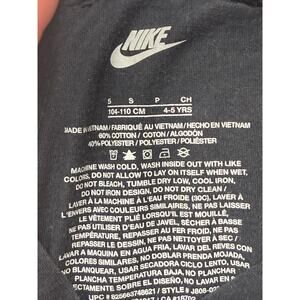 NIKE
S S P CH
104-110 CM 4-5 YRS
MADE IN VIETNAM / FABRIQUÉ AU VIETNAM / HECHO EN VIETNAM
60% COTTON / COTON / ALGODÓN
40% POLYESTER / POLIÉSTER
MACHINE WASH COLD, WASH INSIDE OUT WITH LIKE
COLORS, DO NOT ALLOW TO LAY ON ITSELF WHEN WET,
DO NOT BLEACH, TUMBLE DRY LOW, COOL IRON,
DO NOT IRON DESIGN, DO NOT DRY CLEAN /
LAVER À LA MACHINE À L'EAU FROIDE (30C). LAVER À
L'ENVERS AVEC COULEURS SIMILAIRES. NE PAS LAISSER
LE VÊTEMENT PLIÉ LORSQU'IL EST MOUILLÉ,
NE PAS UTILISER D'EAU DE JAVEL. SÉCHER À BASSE
TEMPÉRATURE, REPASSER AU FER TIÈDE. NE PAS
REPASSER LE DESSIN. NE PAS NETTOYER À SEC /
LAVAR A MÁQUINA EN AGUA FRÍA, LAVAR DEL REVÉS CON
COLORES SIMILARES. NO DOBLAR PRENDA MOJADA,
NO BLANQUEAR, USAR SECADORA CICLO DELICADO,
PLANCHA TEMPERATURA BAJA, NO PLANCHAR